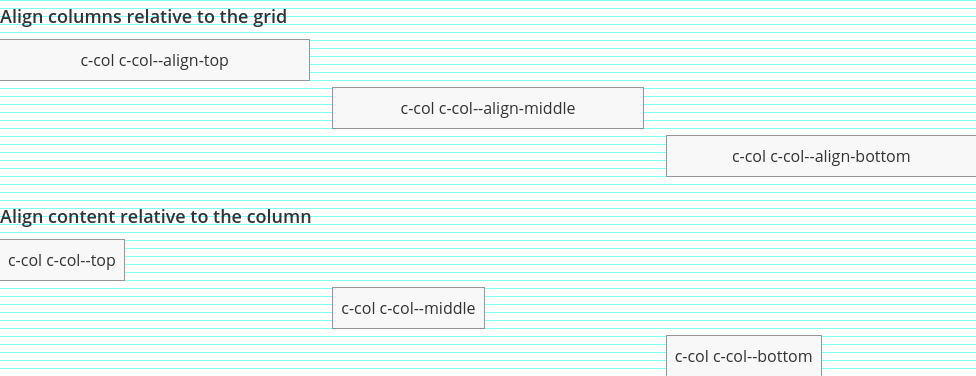 Align columns relative to the grid
c-col c-col--align-top
c-col c-col--align-middle
c-col c-col--align-bottom
Align content relative to the column
c-col c-col--top
c-col c-col--middle
c-col c-col--bottom